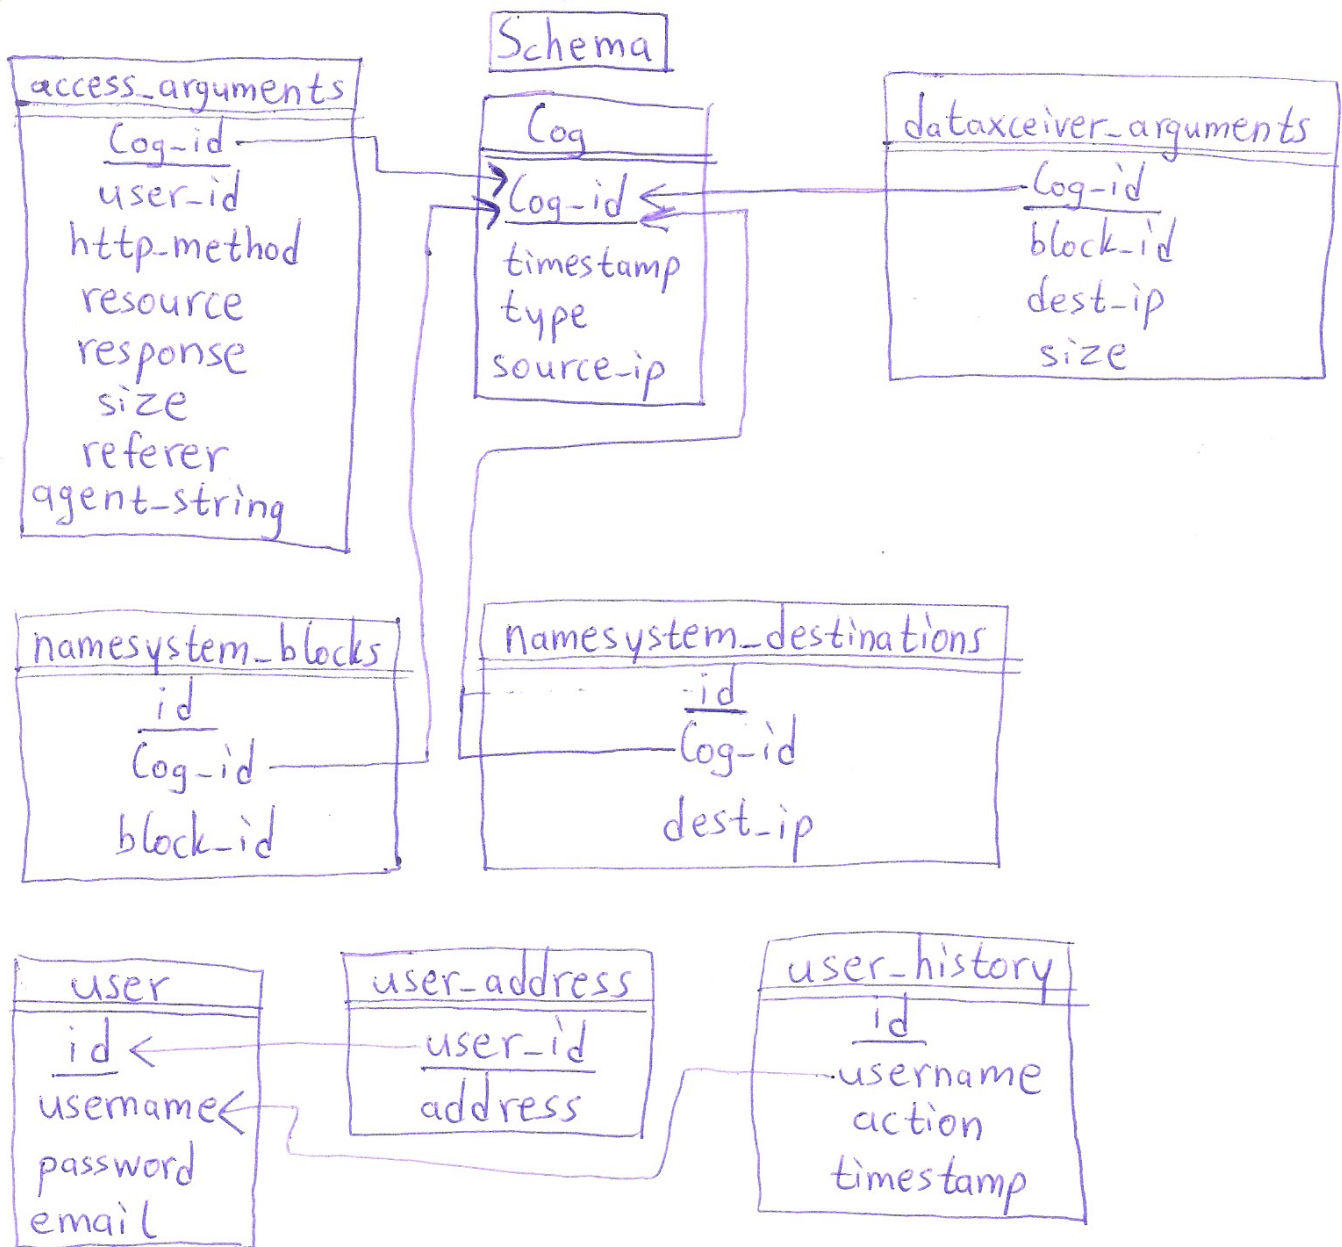 Schema
access_arguments
log_id
user_id
http_method
resource
response
size
referer
agent_string
log
log_id
timestamp
type
source_ip
dataxceiver_arguments
log_id
block_id
dest_ip
size
namesystem_blocks
id
log_id
block_id
namesystem_destinations
id
log_id
dest_ip
user
id
username
password
email
user_address
user_id
address
user_history
id
username
action
timestamp